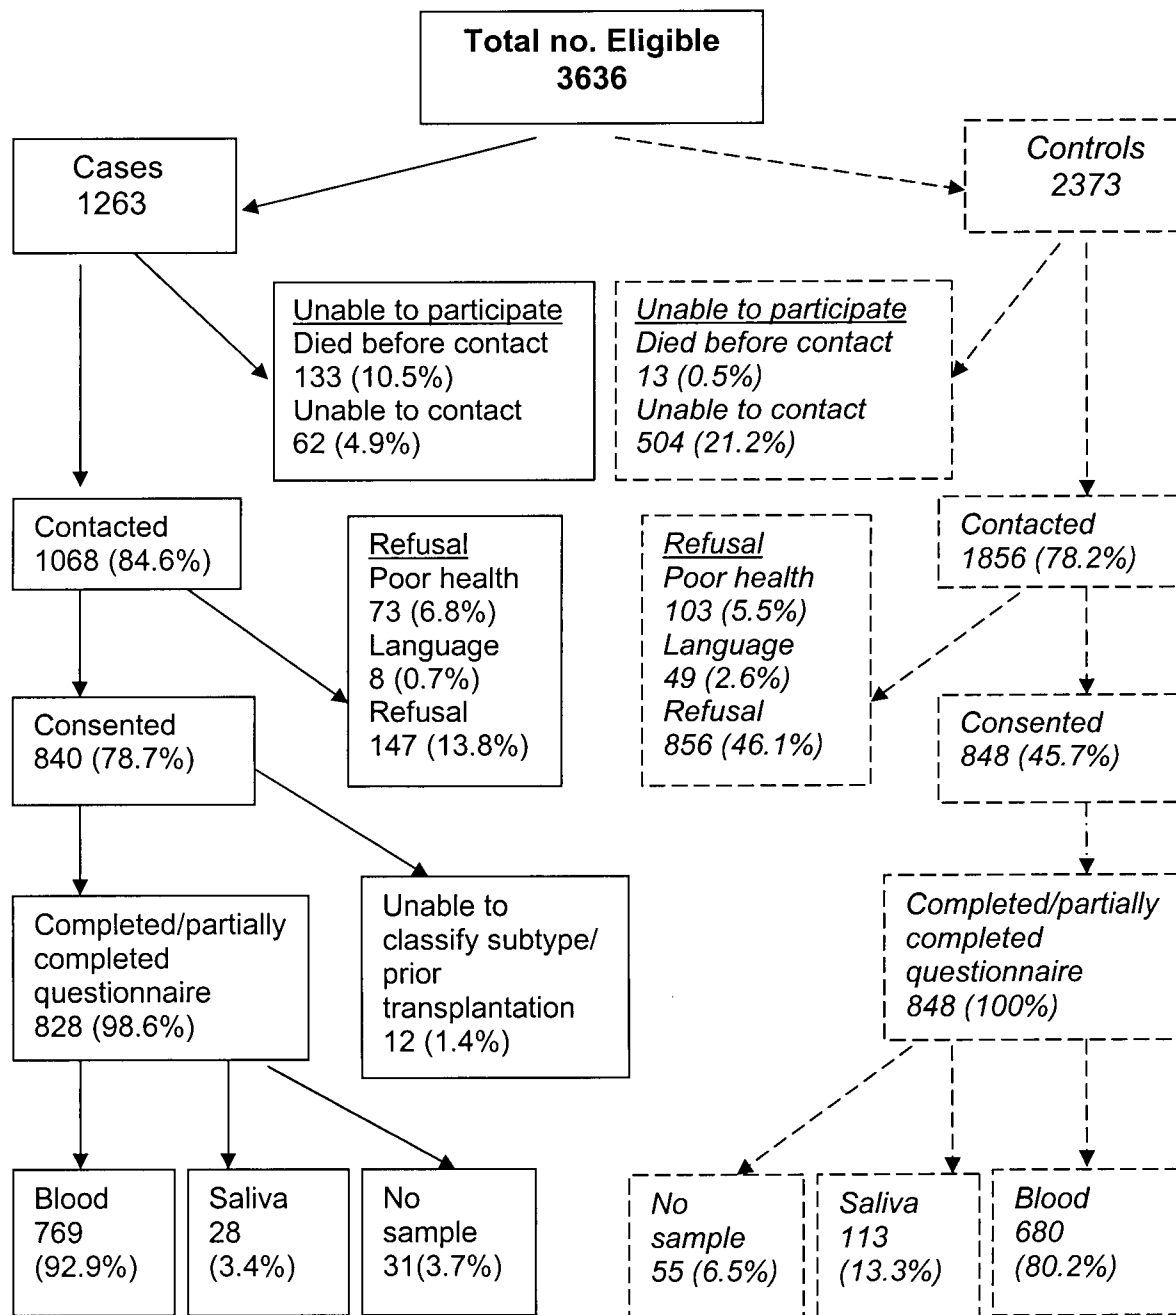 Total no. Eligible
3636
Cases
1263
Controls
2373
Unable to participate
Died before contact
133 (10.5%)
Unable to contact
62 (4.9%)
Unable to participate
Died before contact
13 (0.5%)
Unable to contact
504 (21.2%)
Contacted
1068 (84.6%)
Refusal
Poor health
73 (6.8%)
Language
8 (0.7%)
Refusal
147 (13.8%)
Refusal
Poor health
103 (5.5%)
Language
49 (2.6%)
Refusal
856 (46.1%)
Contacted
1856 (78.2%)
Consented
840 (78.7%)
Consented
848 (45.7%)
Completed/partially
completed
questionnaire
828 (98.6%)
Unable to
classify subtype/
prior
transplantation
12 (1.4%)
Completed/partially
completed
questionnaire
848 (100%)
Blood
769
(92.9%)
Saliva
28
(3.4%)
No
sample
31(3.7%)
No
sample
55 (6.5%)
Saliva
113
(13.3%)
Blood
680
(80.2%)